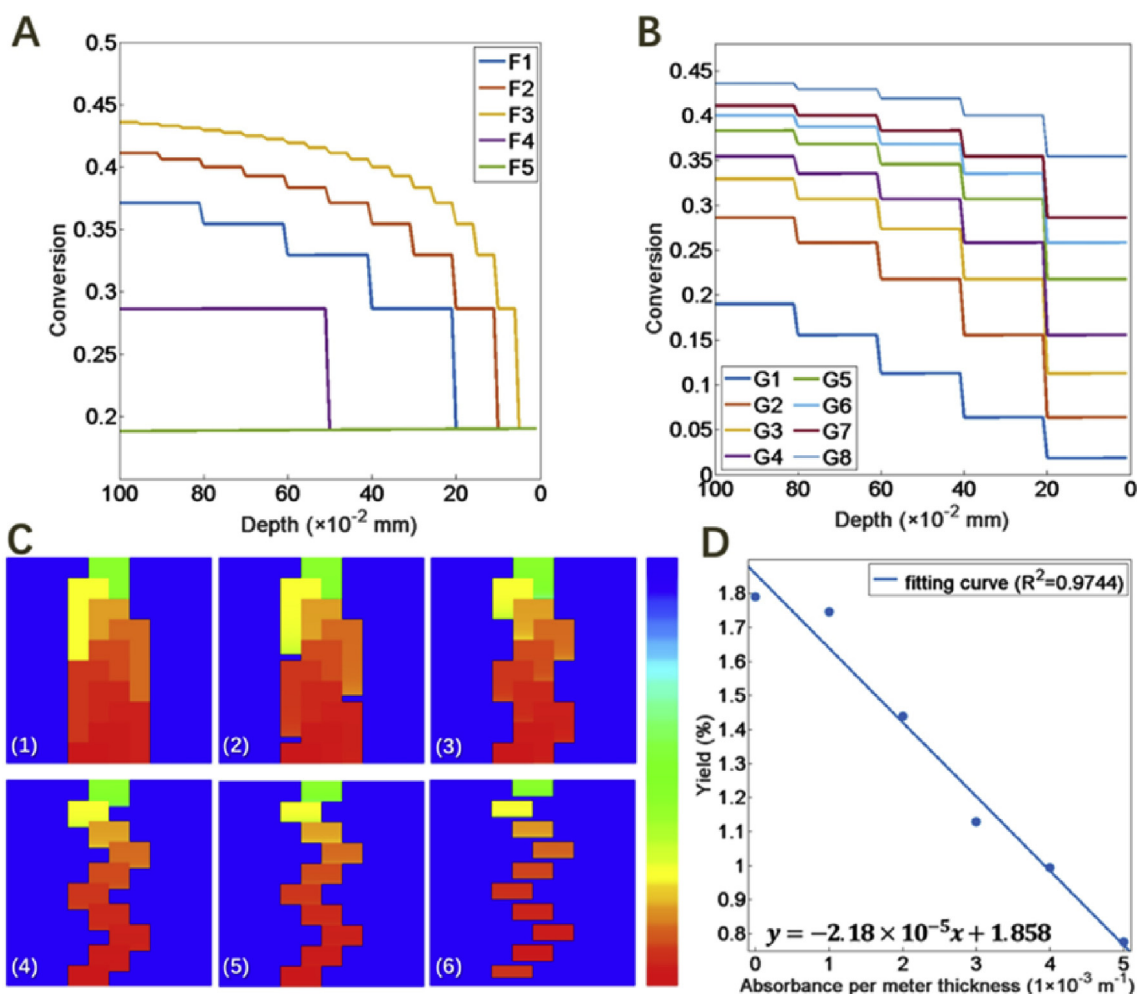 A
0.5
0.45
0.4
0.35
0.3
0.25
0.2
Conversion
100 80 60 40 20 0
Depth (×10⁻² mm)
F1
F2
F3
F4
F5
B
0.45
0.4
0.35
0.3
0.25
0.2
0.15
0.1
0.05
0
Conversion
100 80 60 40 20 0
Depth (×10⁻² mm)
G1 G5
G2 G6
G3 G7
G4 G8
C
(1) (2) (3)
(4) (5) (6)
D
fitting curve (R²=0.9744)
1.8
1.7
1.6
1.5
1.4
1.3
1.2
1.1
1
0.9
0.8
Yield (%)
y = −2.18 × 10⁻⁵x + 1.858
0 1 2 3 4 5
Absorbance per meter thickness (1×10⁻³ m⁻¹)